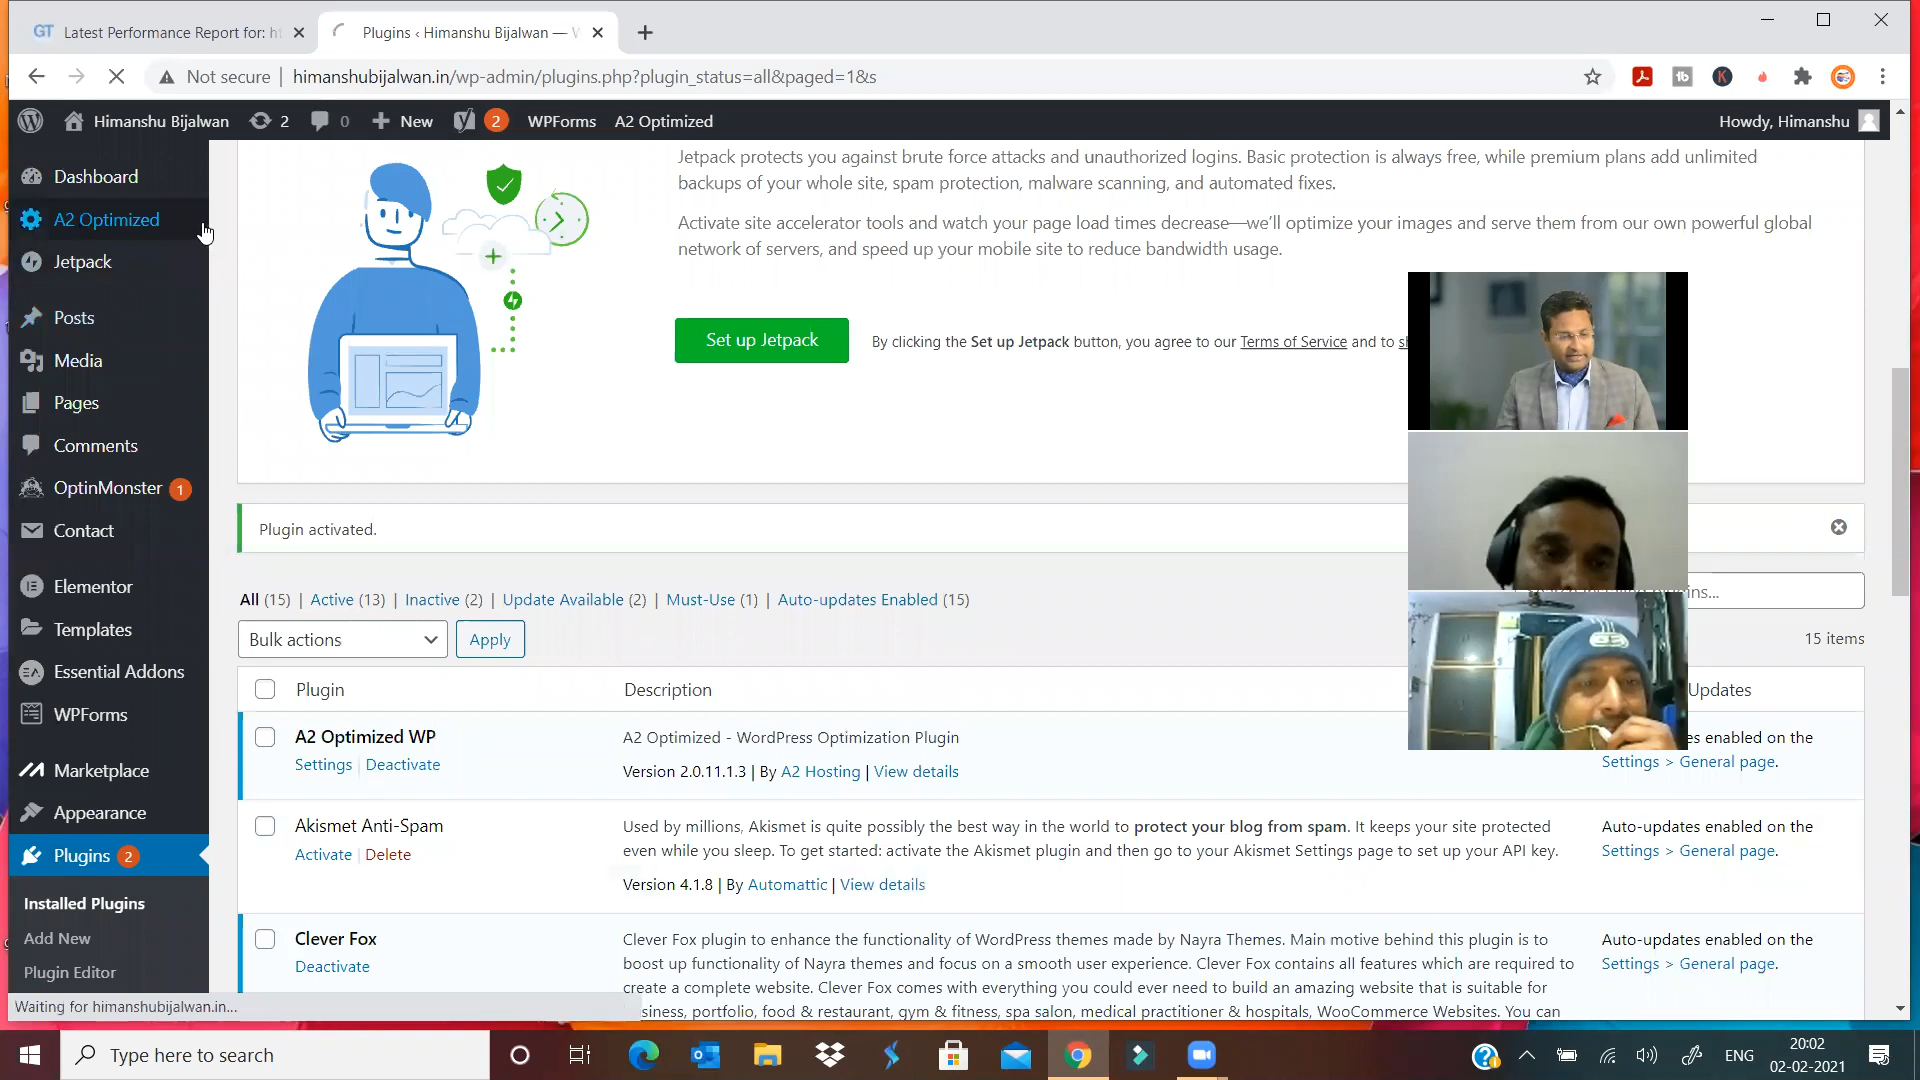 GT Latest Performance Report for: ht
Plugins ‹ Himanshu Bijalwan — W
Not secure | himanshubijalwan.in/wp-admin/plugins.php?plugin_status=all&paged=1&s
Himanshu Bijalwan 2 0 New 2 WPForms A2 Optimized Howdy, Himanshu
Dashboard
A2 Optimized
Jetpack
Posts
Media
Pages
Comments
OptinMonster 1
Contact
Elementor
Templates
Essential Addons
WPForms
Marketplace
Appearance
Plugins 2
Installed Plugins
Add New
Plugin Editor
Jetpack protects you against brute force attacks and unauthorized logins. Basic protection is always free, while premium plans add unlimited
backups of your whole site, spam protection, malware scanning, and automated fixes.
Activate site accelerator tools and watch your page load times decrease—we'll optimize your images and serve them from our own powerful global
network of servers, and speed up your mobile site to reduce bandwidth usage.
Set up Jetpack
By clicking the Set up Jetpack button, you agree to our Terms of Service and to sh
Plugin activated.
All (15) | Active (13) | Inactive (2) | Update Available (2) | Must-Use (1) | Auto-updates Enabled (15)
Bulk actions Apply
15 items
Plugin Description Updates
A2 Optimized WP
Settings | Deactivate
A2 Optimized - WordPress Optimization Plugin
Version 2.0.11.1.3 | By A2 Hosting | View details
enabled on the
Settings > General page.
Akismet Anti-Spam
Activate | Delete
Used by millions, Akismet is quite possibly the best way in the world to protect your blog from spam. It keeps your site protected
even while you sleep. To get started: activate the Akismet plugin and then go to your Akismet Settings page to set up your API key.
Version 4.1.8 | By Automattic | View details
Auto-updates enabled on the
Settings > General page.
Clever Fox
Deactivate
Clever Fox plugin to enhance the functionality of WordPress themes made by Nayra Themes. Main motive behind this plugin is to
boost up functionality of Nayra themes and focus on a smooth user experience. Clever Fox contains all features which are required to
create a complete website. Clever Fox comes with everything you could ever need to build an amazing website that is suitable for
siness, portfolio, food & restaurant, gym & fitness, spa salon, medical practitioner & hospitals, WooCommerce Websites. You can
Auto-updates enabled on the
Settings > General page.
Waiting for himanshubijalwan.in...
Type here to search
ENG
20:02
02-02-2021